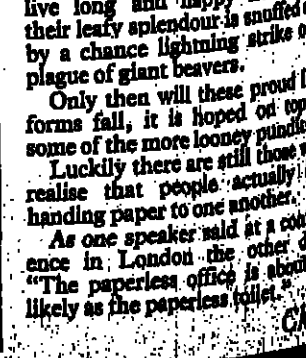 live long and happy
their leafy splendour is snuffed
by a chance lightning strike o
plague of giant beavers.
Only then will these proud
forms fall, it is hoped on top
some of the more looney pundit
Luckily there are still those
realise that people actually
handing paper to one another.
As one speaker said at a con
ence in London the other
"The paperless office is about
likely as the paperless toilet."